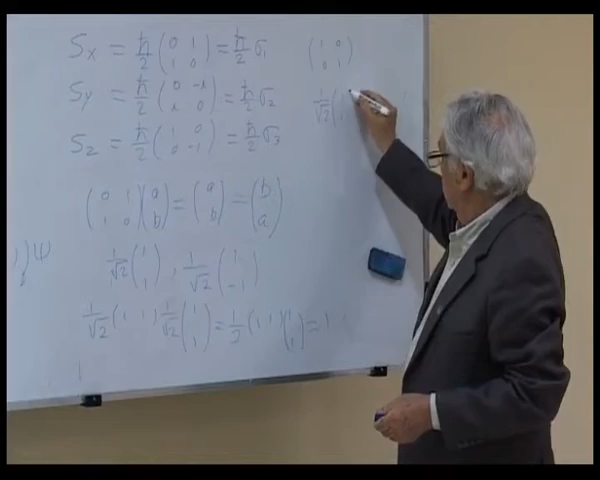 Sx = ħ/2 (0 1; 1 0) = ħ/2 σ1
Sy = ħ/2 (0 -i; i 0) = ħ/2 σ2
Sz = ħ/2 (1 0; 0 -1) = ħ/2 σ3
(0 1; 1 0)(a; b) = (a; b) = (b; a)
1/√2 (1; 1), 1/√2 (1; -1)
1/√2 (1 1) 1/√2 (1; 1) = 1/2 (1 1)(1; 1) = 1
)ψ
(1 0; 0 1)
1/√2 (1